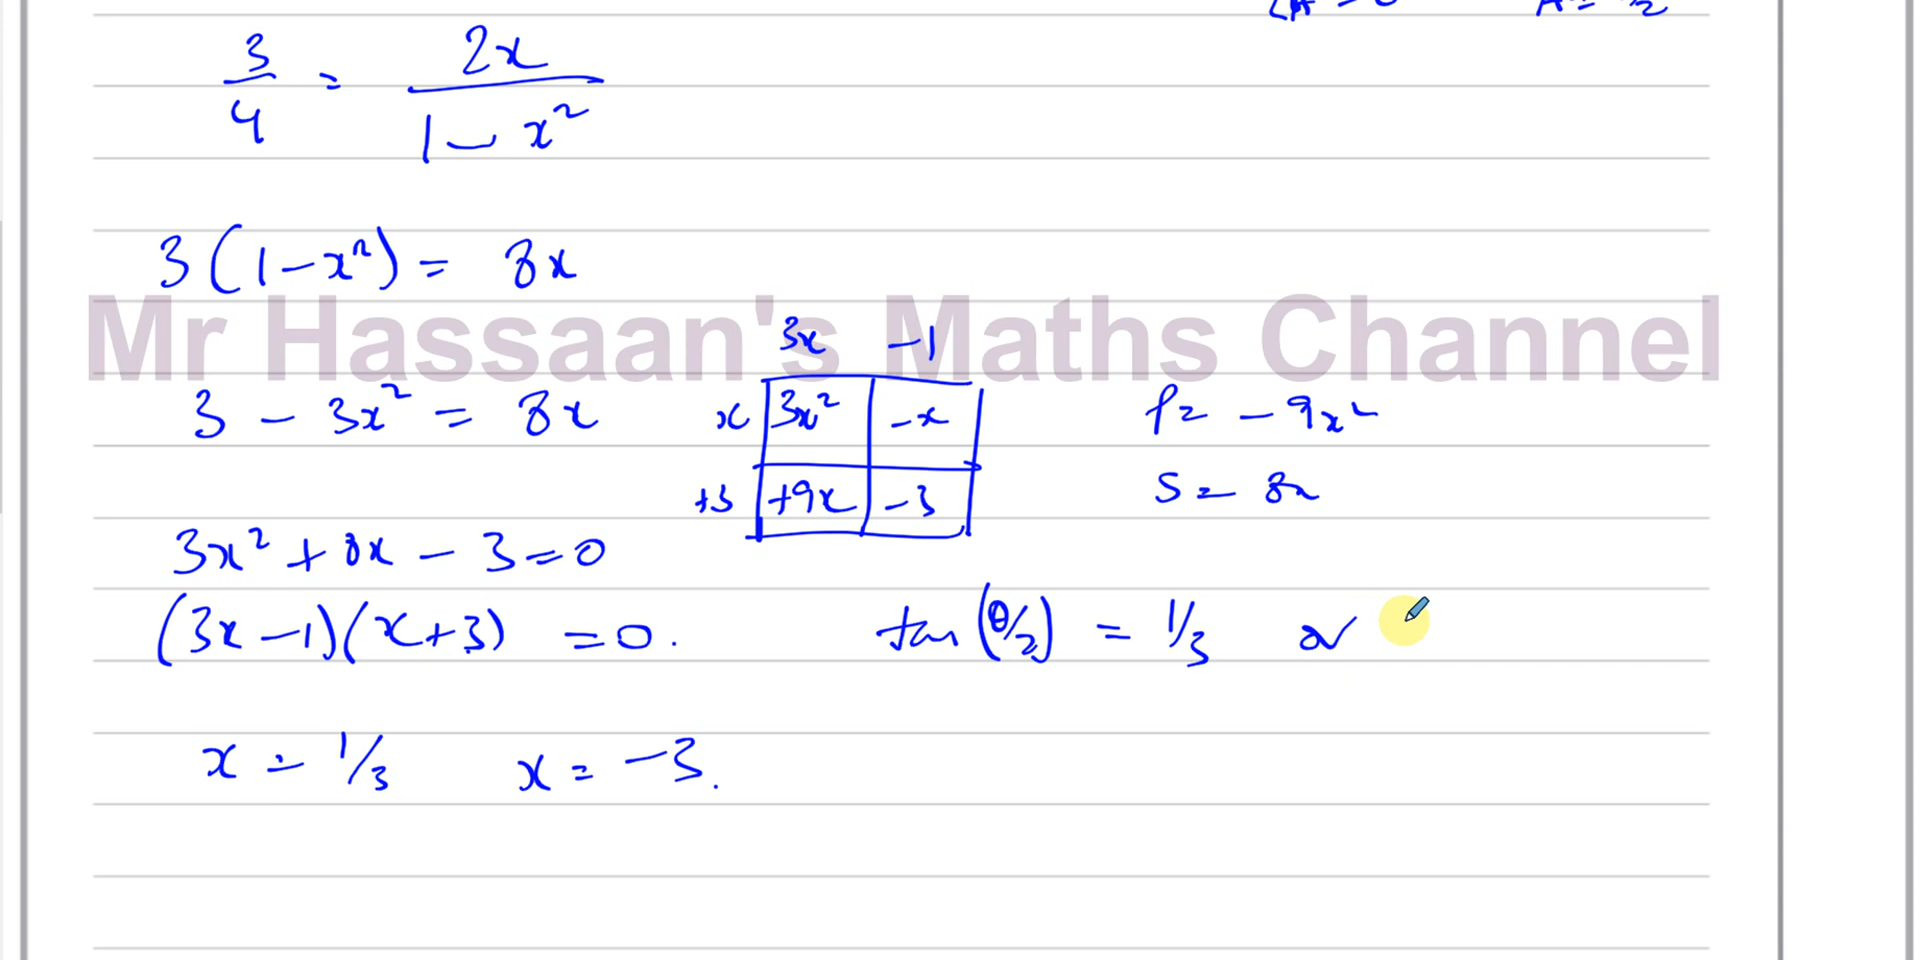 3/4 = 2x/(1 - x²)
3(1-x²) = 8x
Mr Hassaan's Maths Channel
3x -1
3 - 3x² = 8x
x 3x² -x
P= -9x²
+3 +9x -3
S= 8x
3x² + 8x - 3 = 0
(3x-1)(x+3) = 0.
tan(θ/2) = 1/3 or
x = 1/3 x = -3.